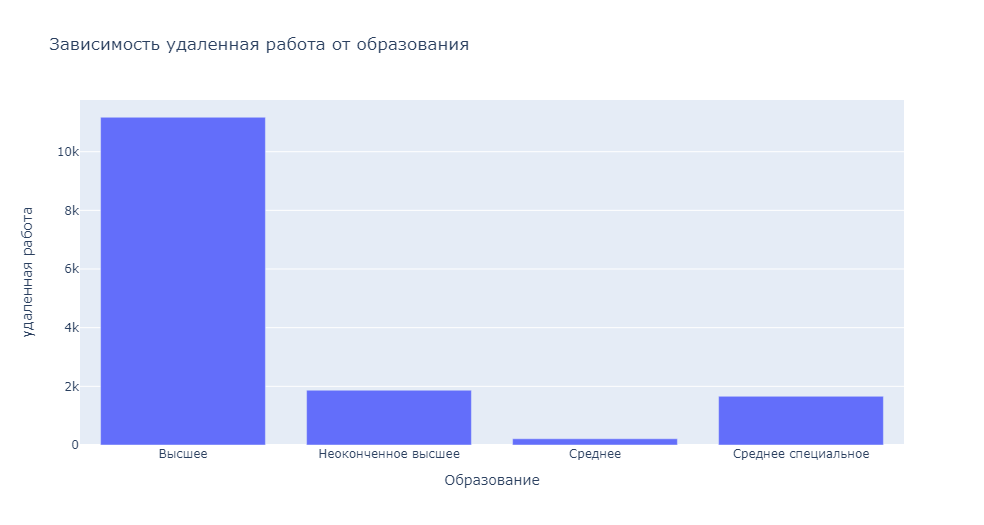 Зависимость удаленная работа от образования
удаленная работа
10k
8k
6k
4k
2k
0
Высшее
Неоконченное высшее
Среднее
Среднее специальное
Образование